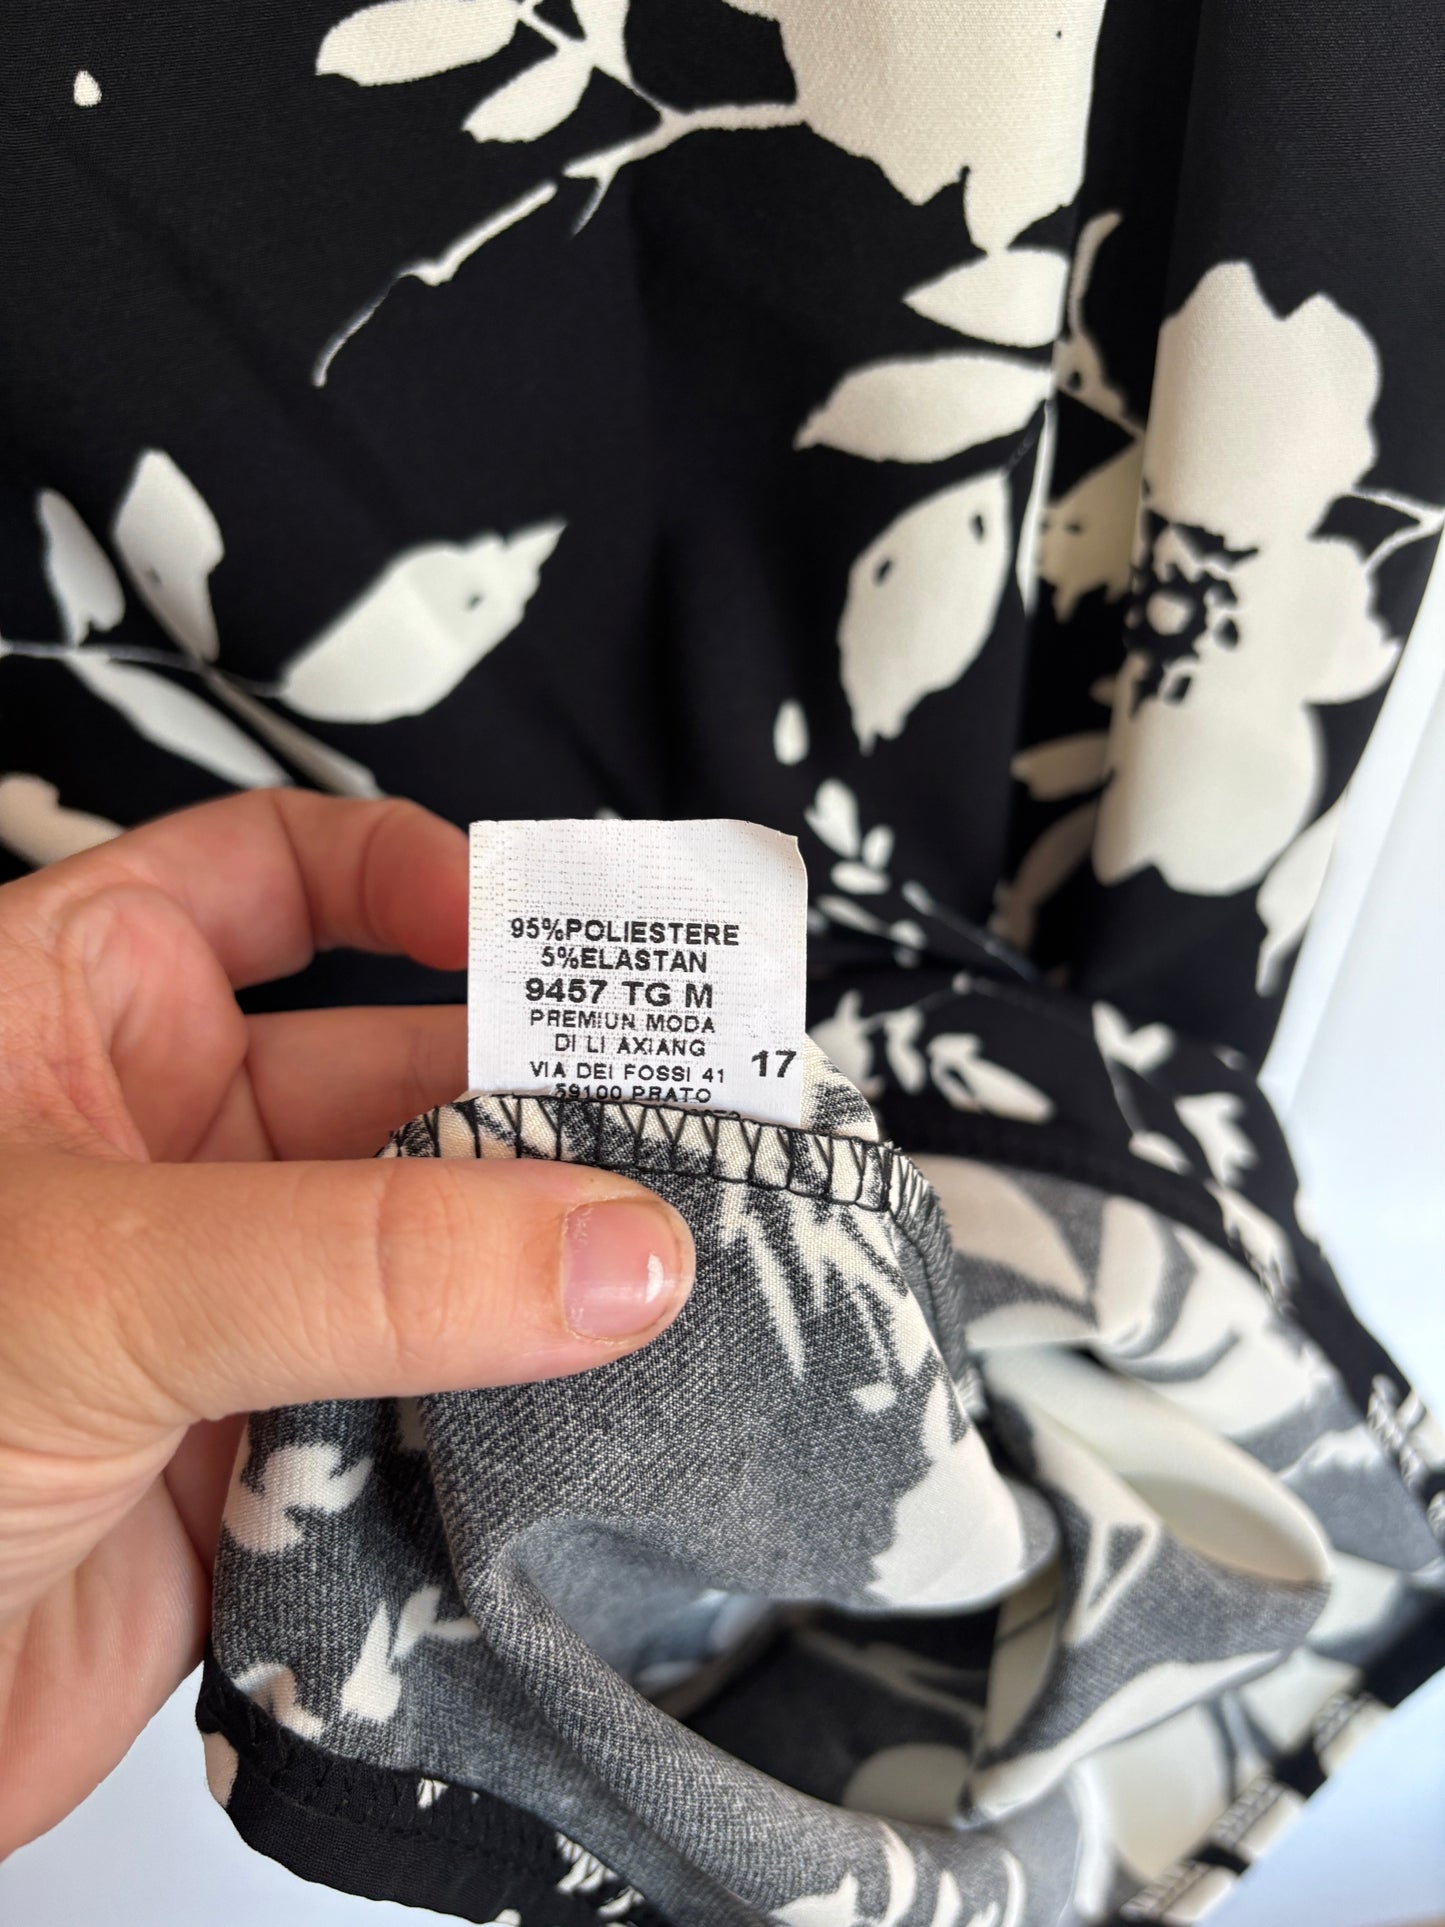 95%POLIESTERE
5%ELASTAN
9457 TG M
PREMIUN MODA
DI LI AXIANG
VIA DEI FOSSI 41
17
59100 PRATO